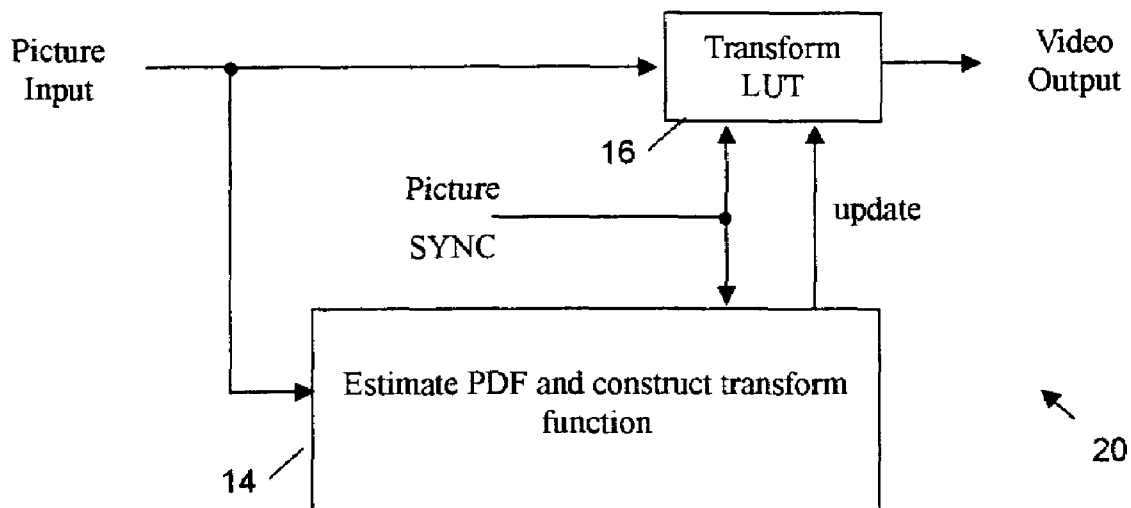 Picture
Input
Transform
LUT
Video
Output
16
Picture
SYNC
update
Estimate PDF and construct transform
function
14
20